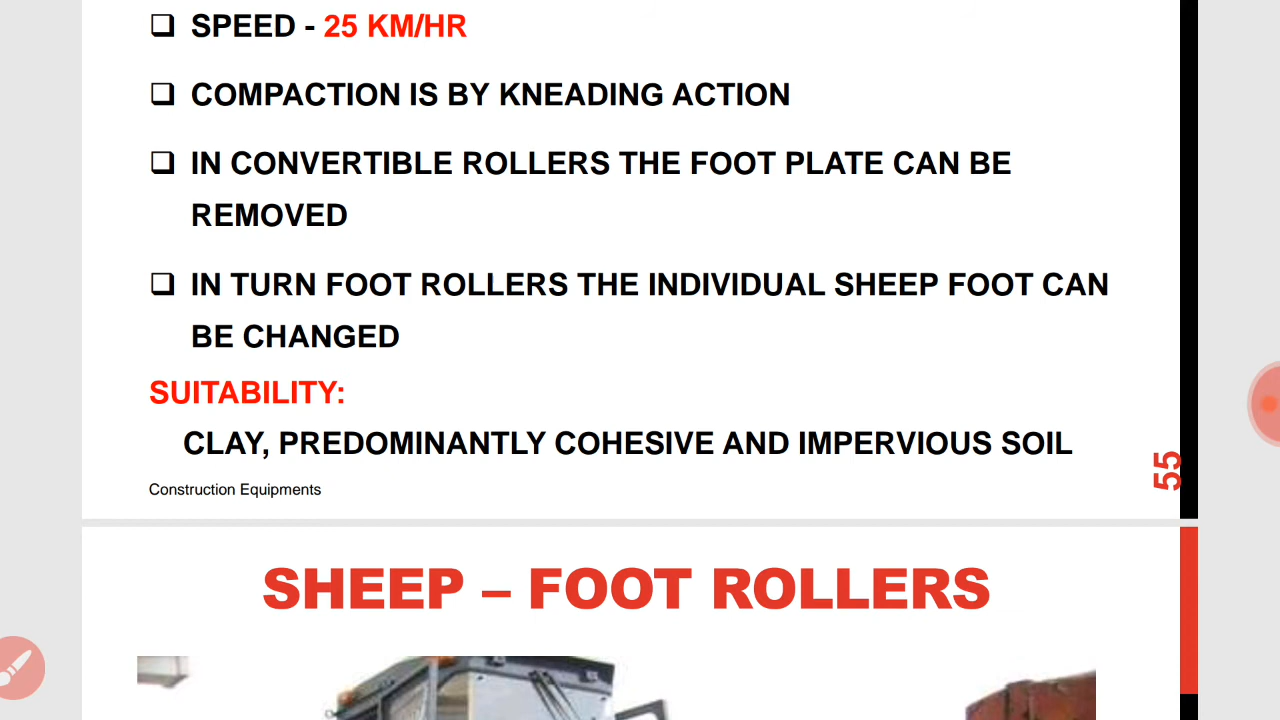 ❑ SPEED - 25 KM/HR
❑ COMPACTION IS BY KNEADING ACTION
❑ IN CONVERTIBLE ROLLERS THE FOOT PLATE CAN BE
REMOVED
❑ IN TURN FOOT ROLLERS THE INDIVIDUAL SHEEP FOOT CAN
BE CHANGED
SUITABILITY:
CLAY, PREDOMINANTLY COHESIVE AND IMPERVIOUS SOIL
Construction Equipments
55
SHEEP – FOOT ROLLERS